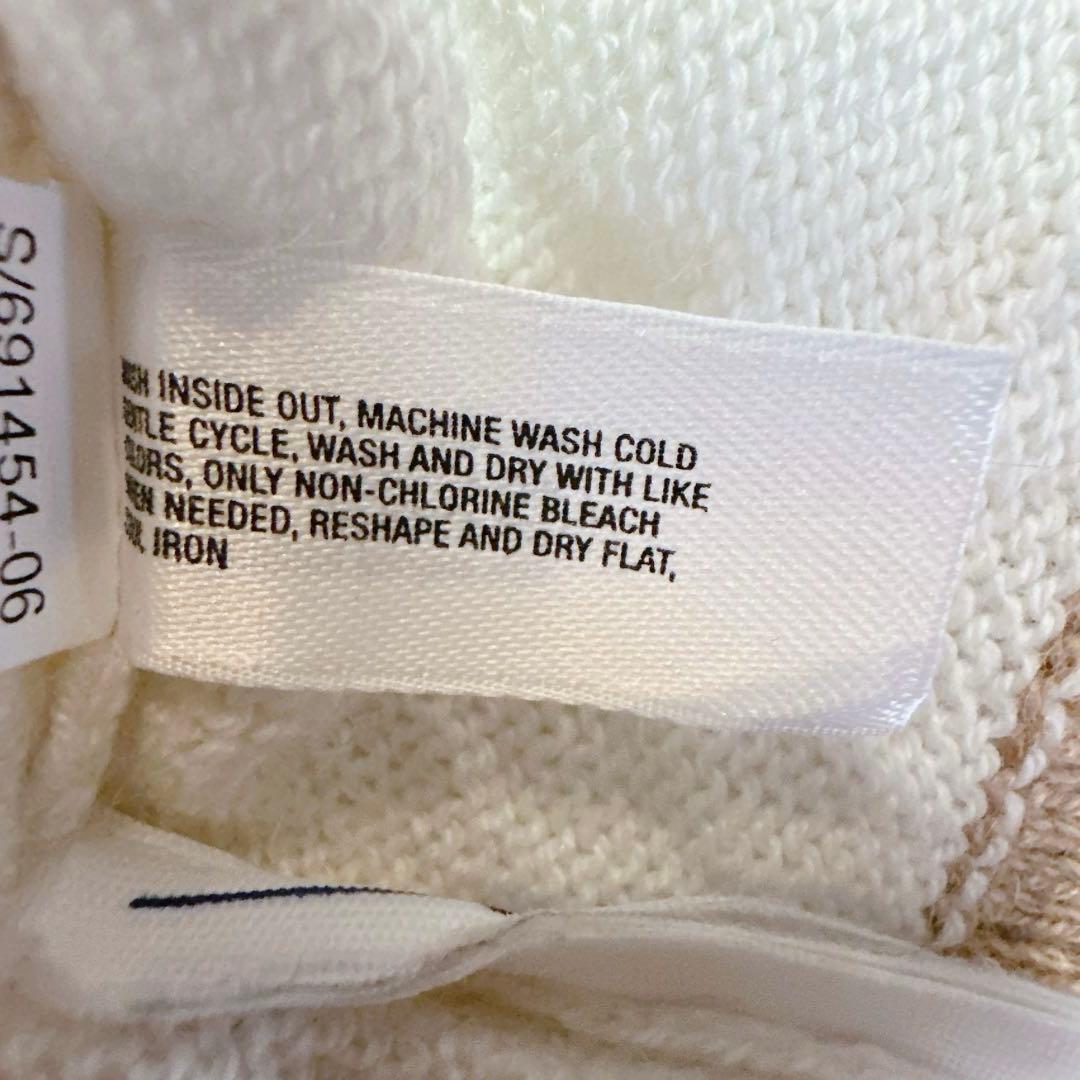 S/691454-06
INSIDE OUT, MACHINE WASH COLD
CYCLE, WASH AND DRY WITH LIKE
ONLY NON-CHLORINE BLEACH
NEEDED, RESHAPE AND DRY FLAT,
IRON